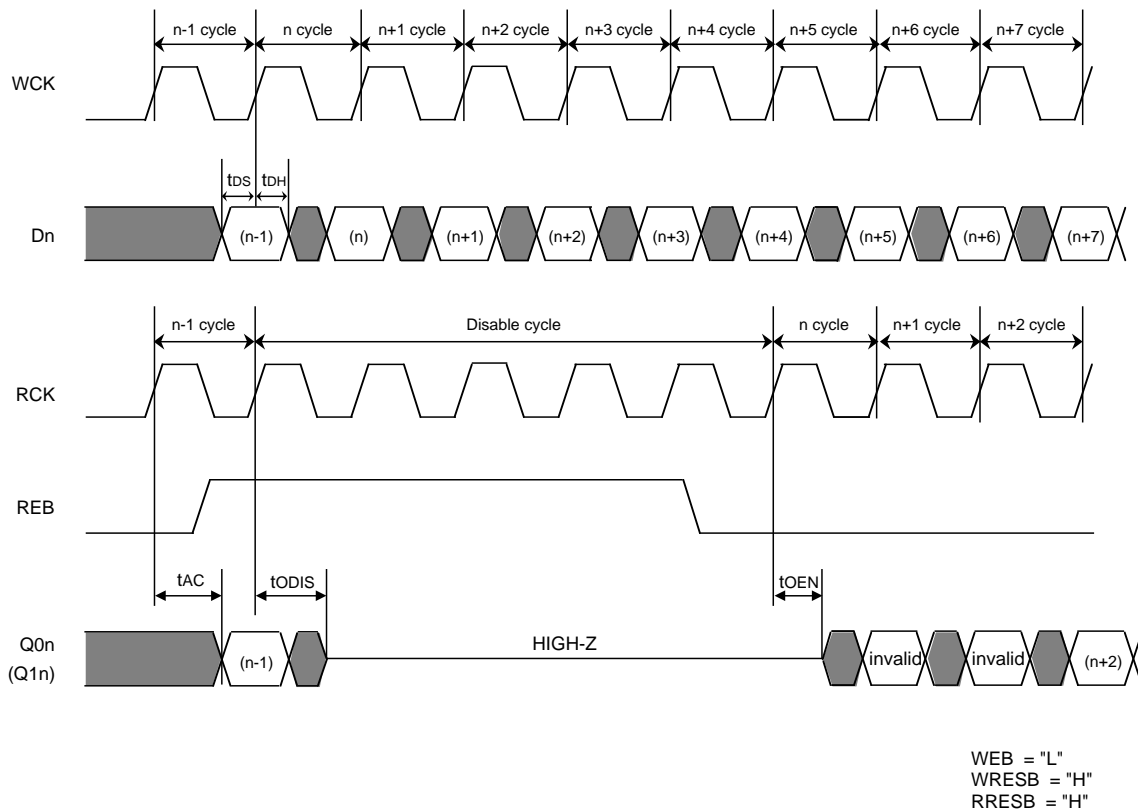 n-1 cycle n cycle n+1 cycle n+2 cycle n+3 cycle n+4 cycle n+5 cycle n+6 cycle n+7 cycle
WCK
tDS tDH
Dn (n-1) (n) (n+1) (n+2) (n+3) (n+4) (n+5) (n+6) (n+7)
n-1 cycle Disable cycle n cycle n+1 cycle n+2 cycle
RCK
REB
tAC tODIS tOEN
Q0n
(Q1n)
(n-1) HIGH-Z invalid invalid (n+2)
WEB = "L"
WRESB = "H"
RRESB = "H"